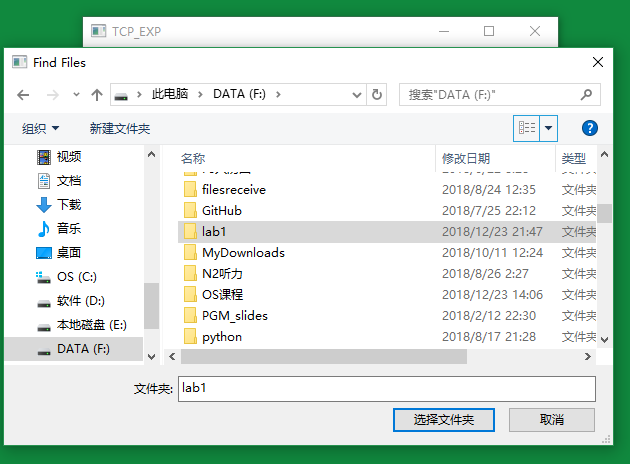 TCP_EXP
Find Files
此电脑 DATA (F:)
搜索"DATA (F:)"
组织 新建文件夹
名称 修改日期 类型
视频
文档
下载
音乐
桌面
OS (C:)
软件 (D:)
本地磁盘 (E:)
DATA (F:)
filesreceive 2018/8/24 12:35 文件夹
GitHub 2018/7/25 22:12 文件夹
lab1 2018/12/23 21:47 文件夹
MyDownloads 2018/10/11 12:24 文件夹
N2听力 2018/8/26 2:27 文件夹
OS课程 2018/12/23 14:06 文件夹
PGM_slides 2018/2/12 22:30 文件夹
python 2018/8/17 21:28 文件夹
文件夹: lab1
选择文件夹 取消